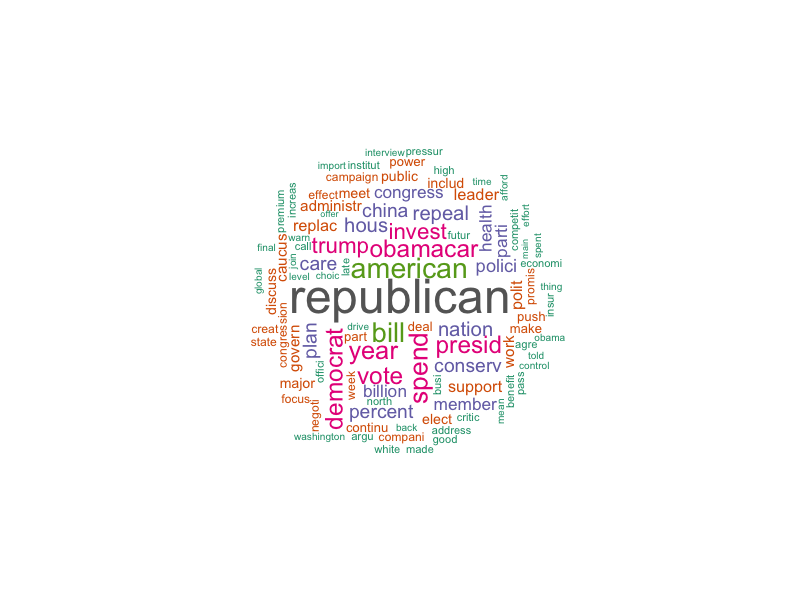 interview pressur
import institut power
high
campaign public includ time
effect meet congress leader afford
increas
premium
administr offer china repeal
replac hous invest futur health parti competit effort
warn call trump obamacar main spent
final caucus join care late american polici economi
level choic
global discuss republican polit promis insur thing
congression
creat govern plan drive bill deal nation push make
state part year presid work agre obama
democrat spend told
offici vote conserv control
major week billion busi support benefit pass
focus north member mean
negoti percent elect critic
continu back address
washington argu compani good
white made